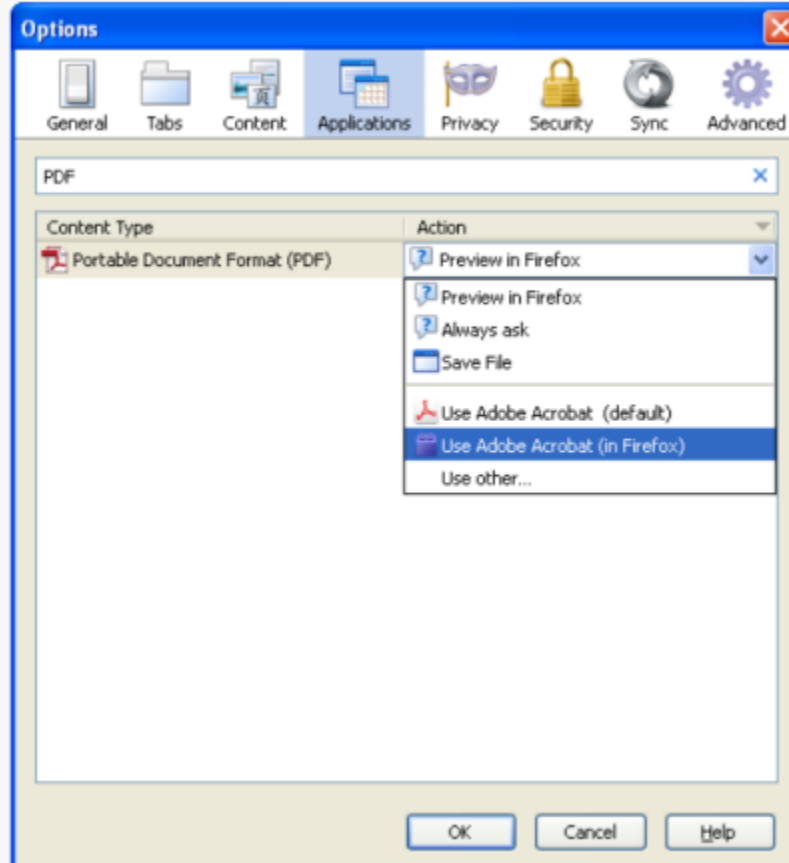 Options
General Tabs Content Applications Privacy Security Sync Advanced
PDF
Content Type Action
Portable Document Format (PDF) Preview in Firefox
Preview in Firefox
Always ask
Save File
Use Adobe Acrobat (default)
Use Adobe Acrobat (in Firefox)
Use other...
OK Cancel Help